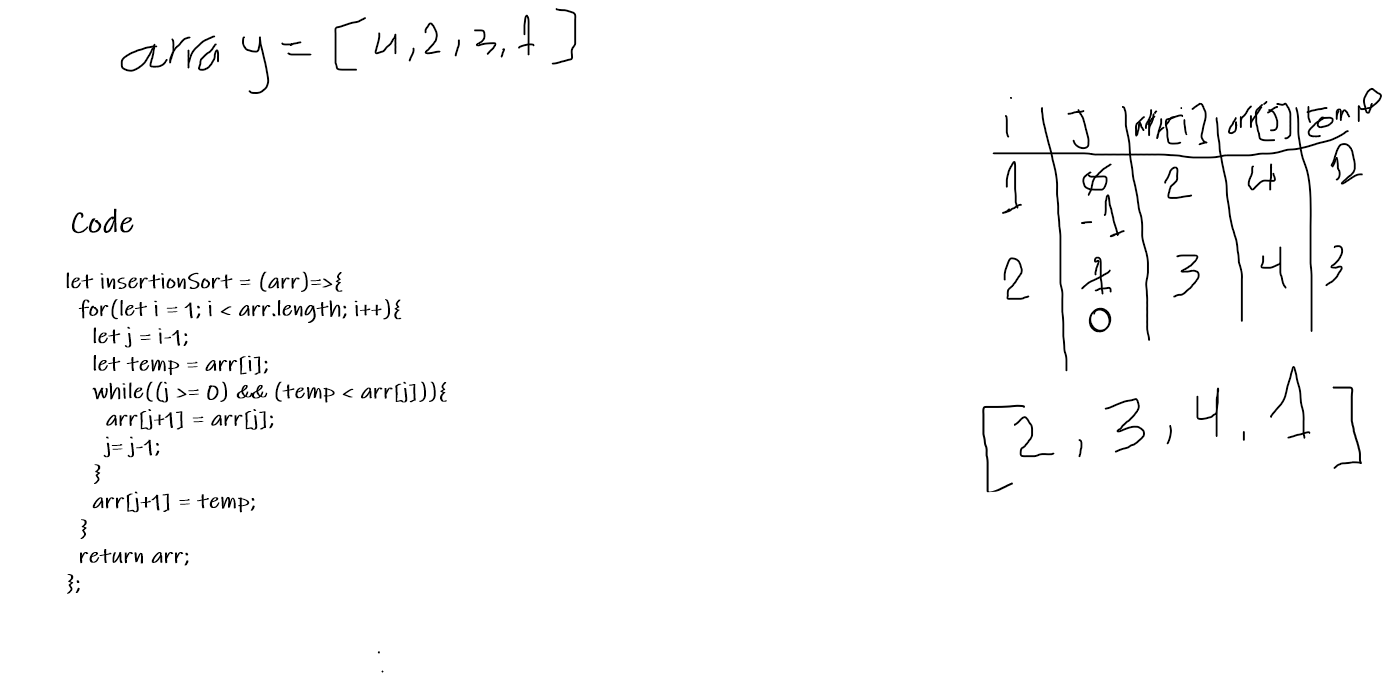 array = [4,2,3,1]
Code
let insertionSort = (arr)=>{
for(let i = 1; i < arr.length; i++){
let j = i-1;
let temp = arr[i];
while((j >= 0) && (temp < arr[j])){
arr[j+1] = arr[j];
j= j-1;
}
arr[j+1] = temp;
}
return arr;
};
i | J | arr[i] | arr[J] | temp
1 | 0 | 2 | 4 | 2
-1
2 | 1 | 3 | 4 | 3
0
[2, 3, 4, 1]